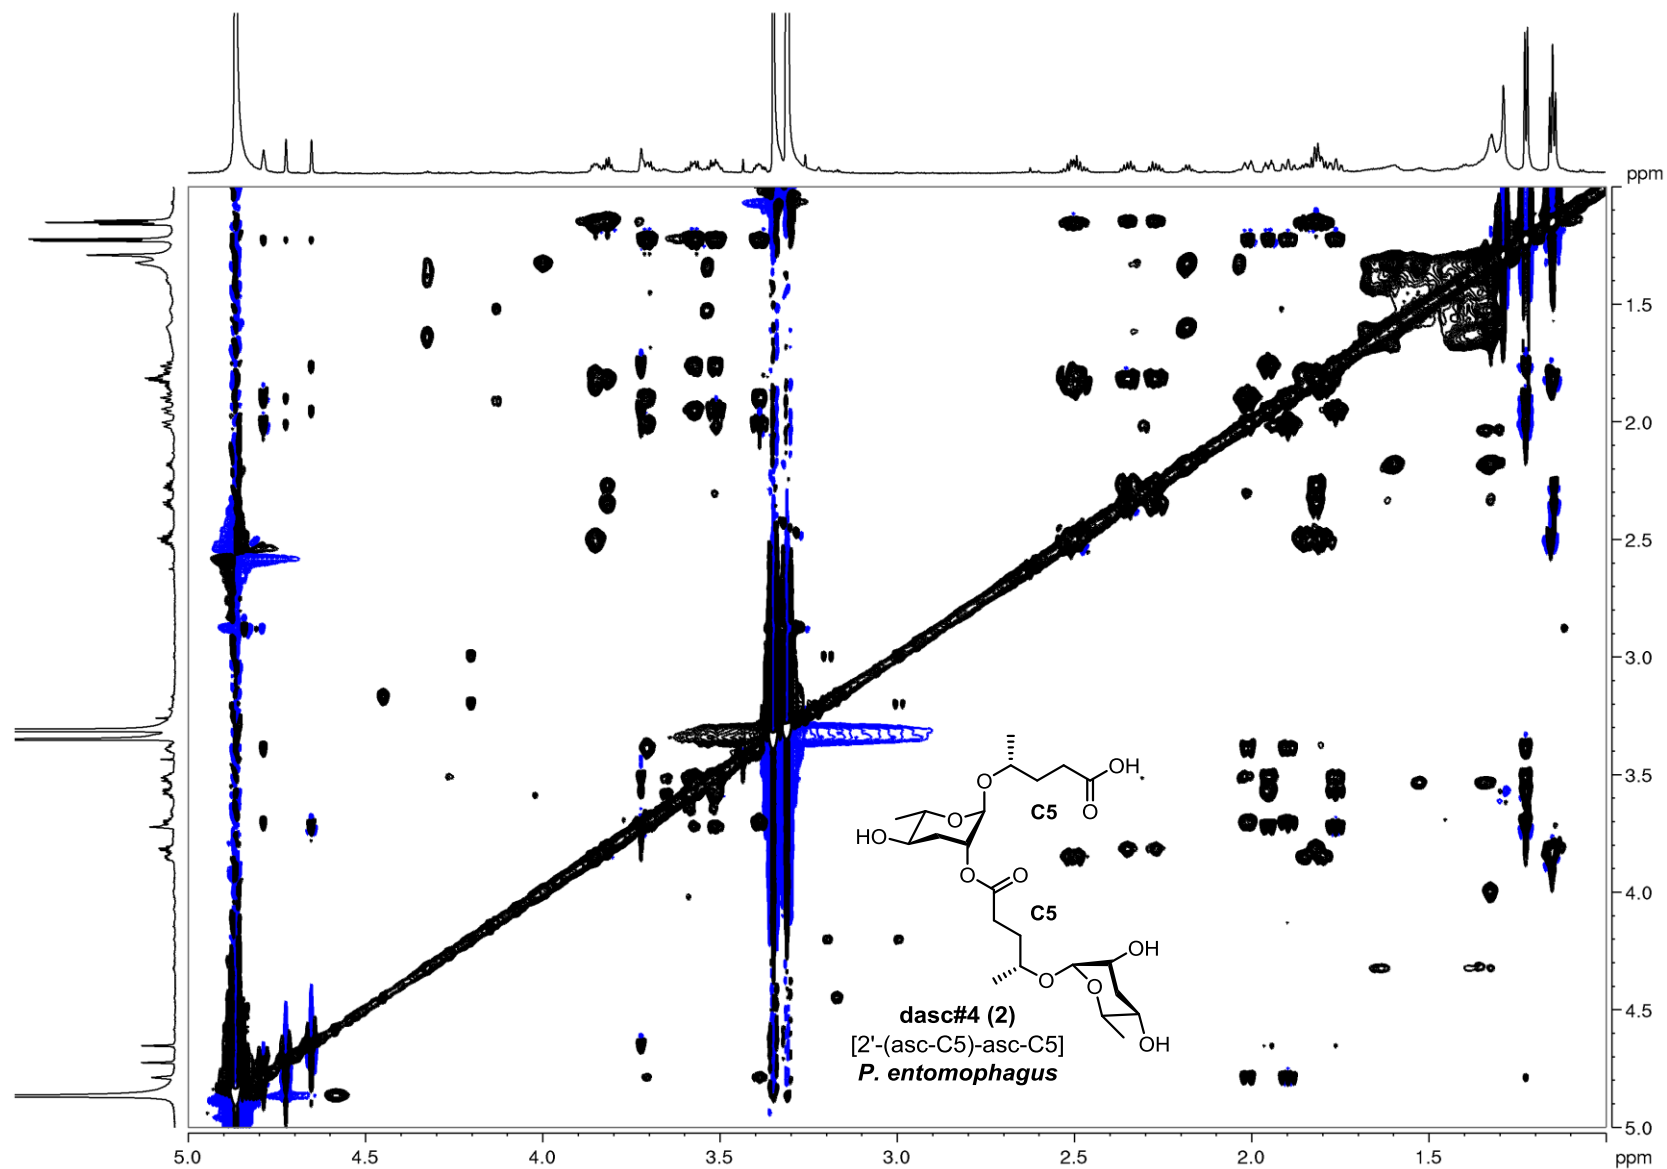 ppm
1.5
2.0
2.5
3.0
3.5
4.0
4.5
5.0
O
OH
O
C5
O
HO
O
O
C5
OH
O
O
OH
dasc#4 (2)
[2'-(asc-C5)-asc-C5]
P. entomophagus
5.0 4.5 4.0 3.5 3.0 2.5 2.0 1.5 ppm